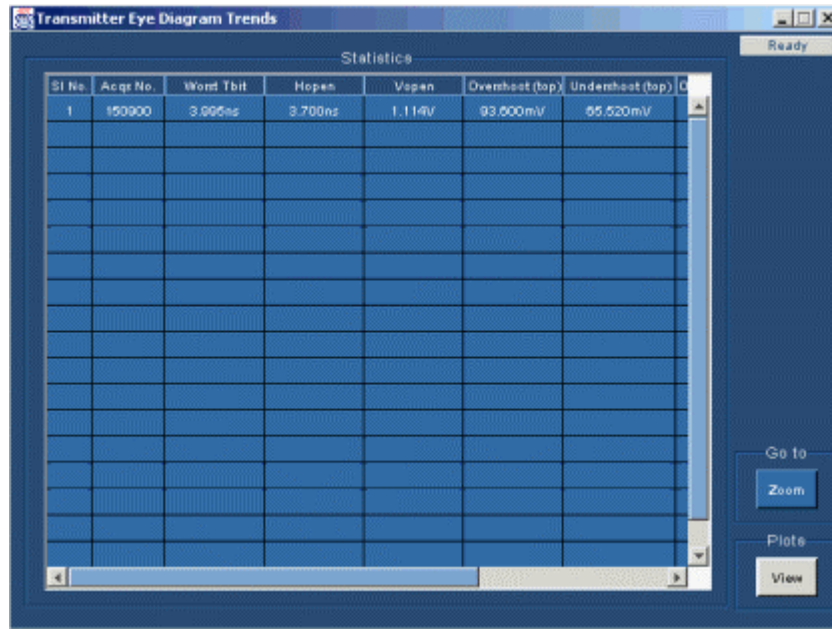 Transmitter Eye Diagram Trends
Ready
Statistics
Sl No. Acqs No. Worst Tbit Hopen Vopen Overshoot (top) Undershoot (top) O
1 150900 3.995ns 3.700ns 1.114V 93.600mV 65.520mV
Go to
Zoom
Plots
View